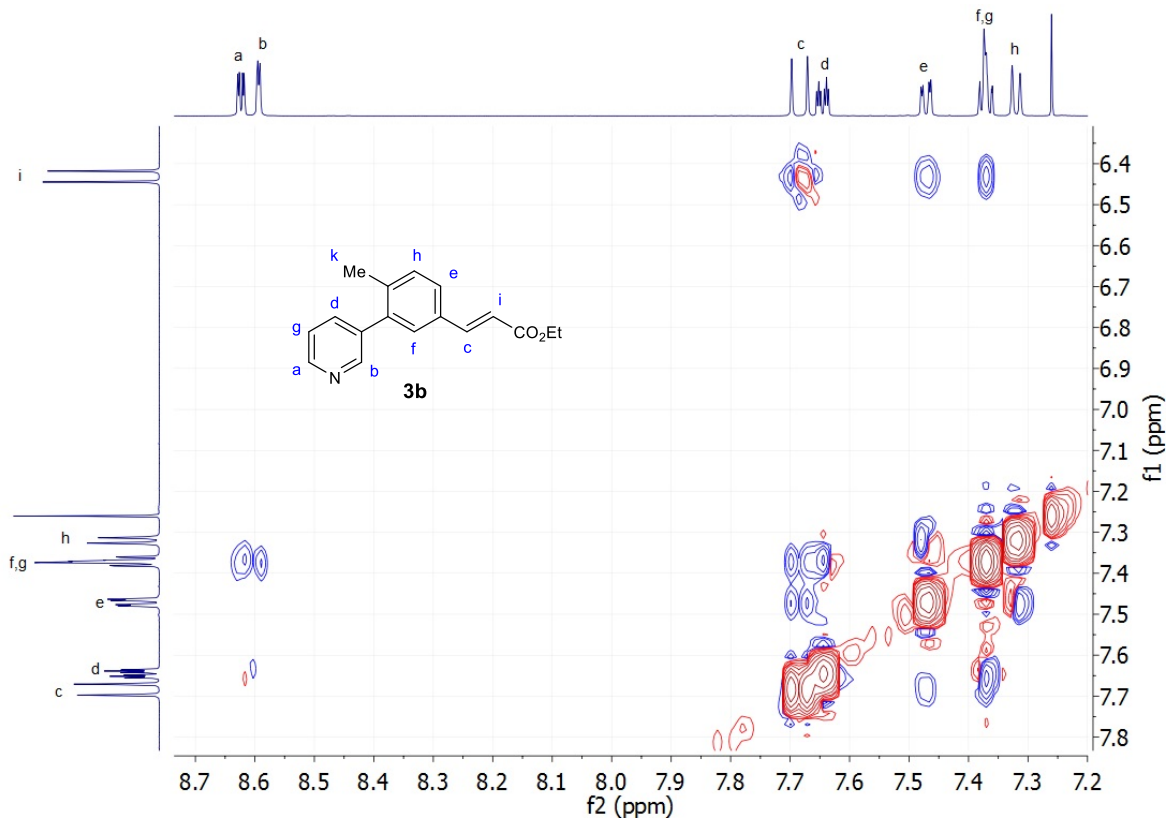 a b c d e f,g h
i
k
Me
h
e
d
i
g
CO₂Et
f
c
a
N
b
3b
h
f,g
e
d
c
6.4
6.5
6.6
6.7
6.8
6.9
7.0
7.1
7.2
7.3
7.4
7.5
7.6
7.7
7.8
f1 (ppm)
8.7 8.6 8.5 8.4 8.3 8.2 8.1 8.0 7.9 7.8 7.7 7.6 7.5 7.4 7.3 7.2
f2 (ppm)